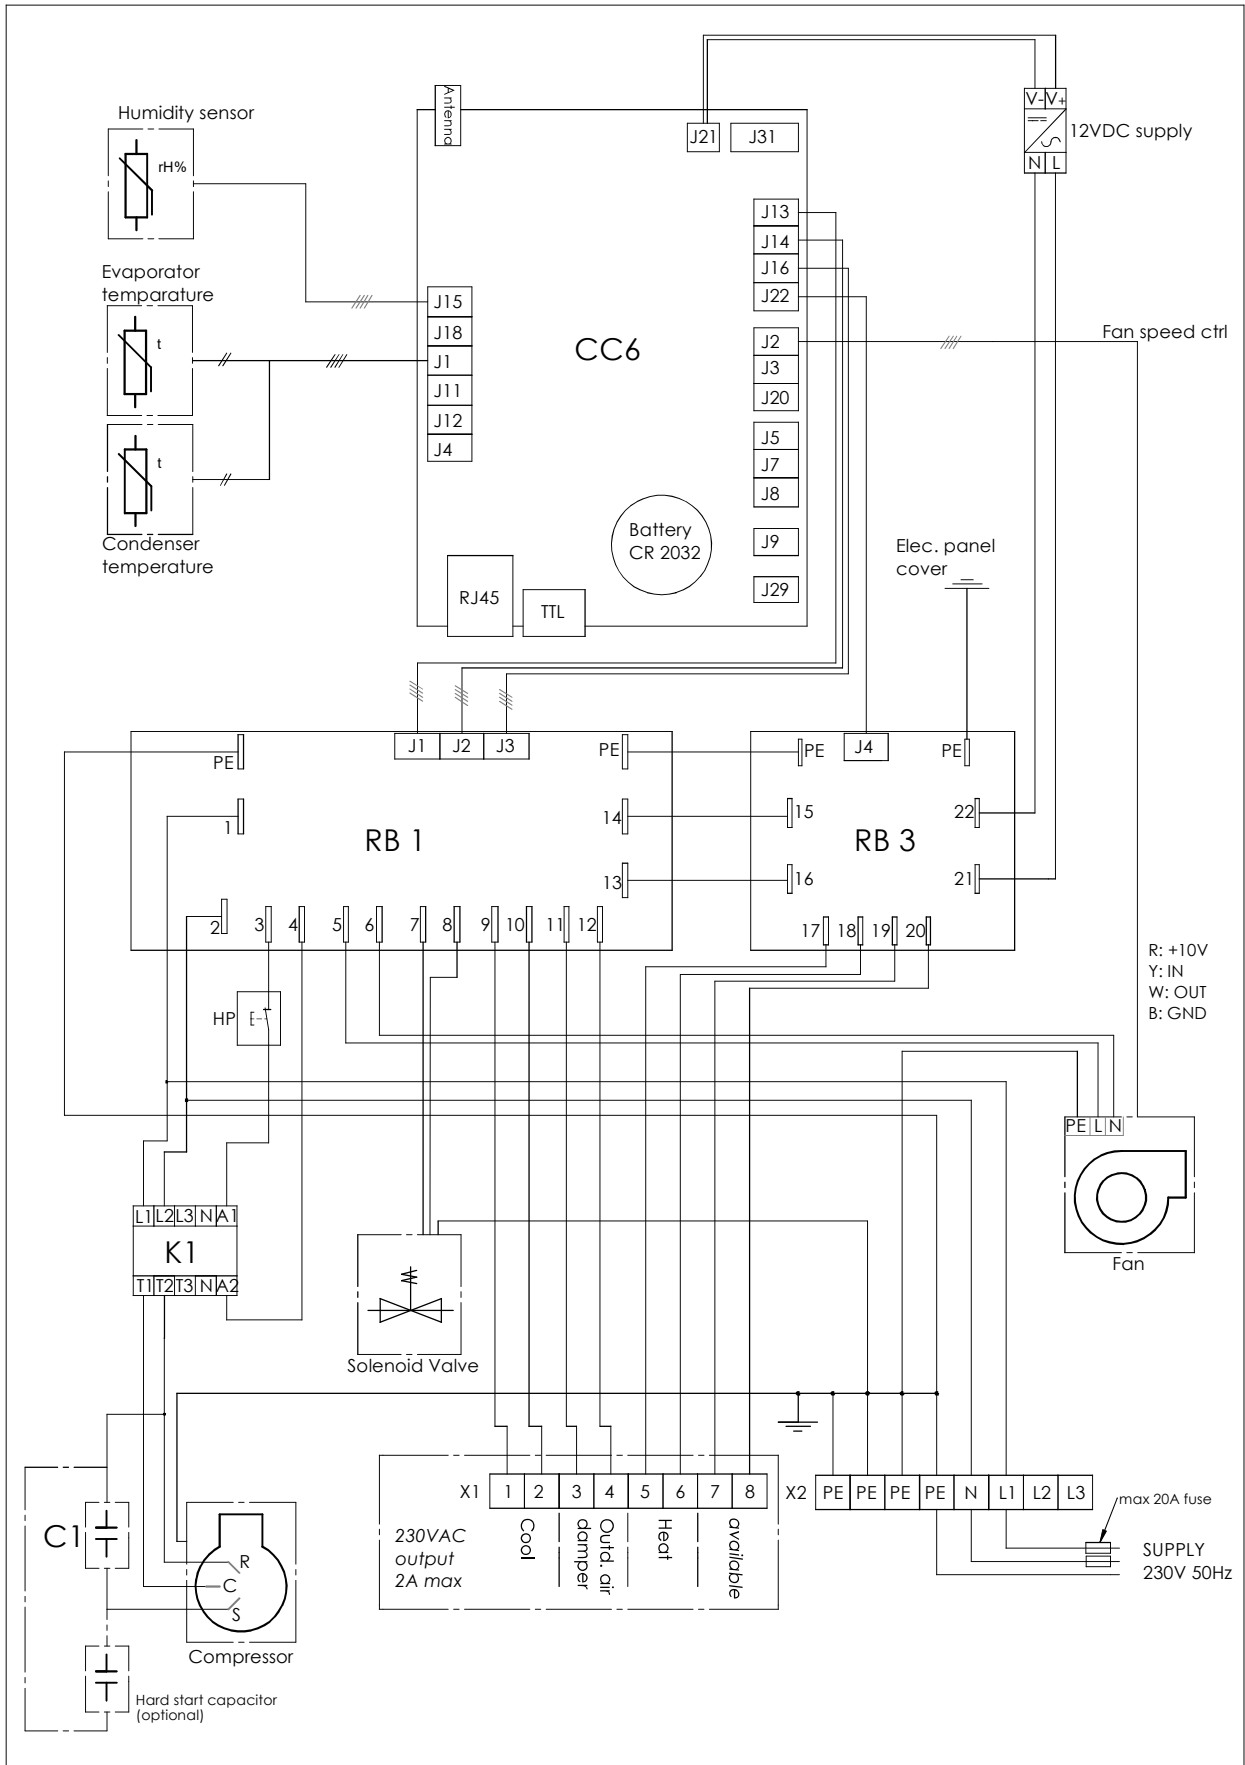 Antenna
Humidity sensor
rH%
J21
J31
V-
V+
12VDC supply
N
L
J13
J14
J16
J22
Evaporator
temparature
t
J15
J18
J1
J11
J12
J4
CC6
J2
J3
J20
Fan speed ctrl
t
J5
J7
J8
Condenser
temperature
Battery
CR 2032
J9
J29
Elec. panel
cover
RJ45
TTL
PE
J1
J2
J3
PE
PE
J4
PE
1
RB 1
14
13
15
16
RB 3
22
21
2
3
4
5
6
7
8
9
10
11
12
17
18
19
20
R: +10V
Y: IN
W: OUT
B: GND
HP
PE
L
N
Fan
L1
L2
L3
N
A1
K1
T1
T2
T3
N
A2
Solenoid Valve
X1
1
2
3
4
5
6
7
8
X2
PE
PE
PE
PE
N
L1
L2
L3
max 20A fuse
SUPPLY
230V 50Hz
230VAC
output
2A max
Cool
Outd. air
damper
Heat
available
C1
R
C
S
Compressor
Hard start capacitor
(optional)